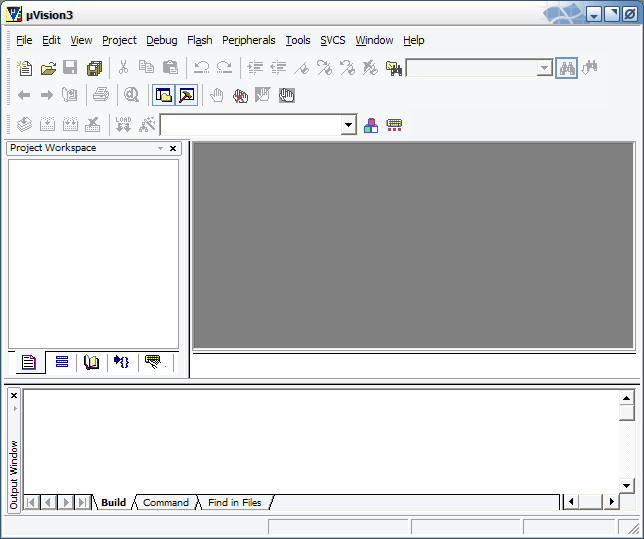 µVision3
File Edit View Project Debug Flash Peripherals Tools SVCS Window Help
LOAD
Project Workspace
Output Window
Build Command Find in Files